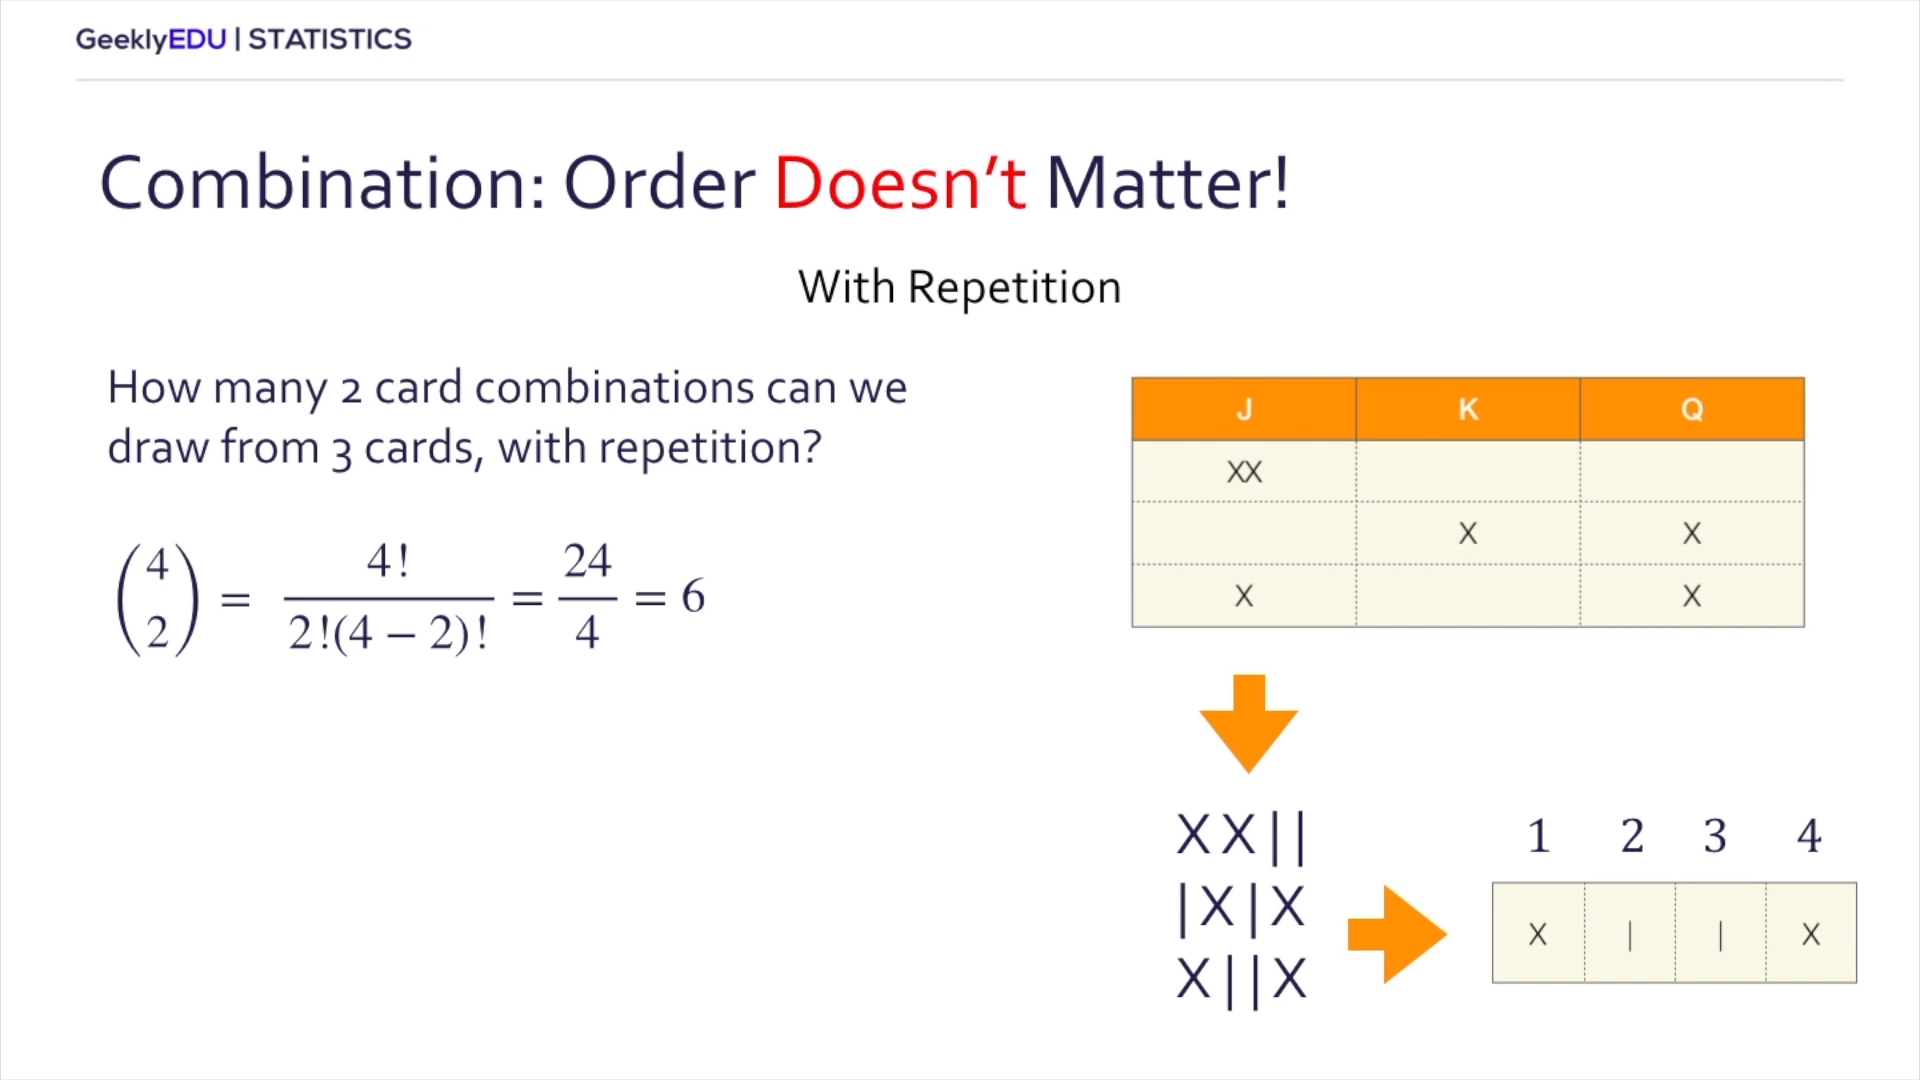 GeeklyEDU | STATISTICS
Combination: Order Doesn't Matter!
With Repetition
How many 2 card combinations can we
draw from 3 cards, with repetition?
(4 2) = 4! / 2!(4 − 2)! = 24 / 4 = 6
J K Q
XX
X X
X X
X X | |
| X | X
X | | X
1 2 3 4
X | | X